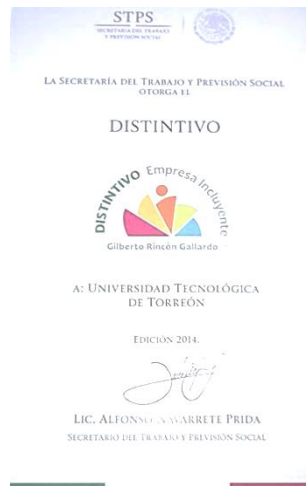 STPS
SECRETARÍA DEL TRABAJO
Y PREVISIÓN SOCIAL
LA SECRETARÍA DEL TRABAJO Y PREVISIÓN SOCIAL
OTORGA EL
DISTINTIVO
DISTINTIVO Empresa Incluyente
Gilberto Rincón Gallardo
A: UNIVERSIDAD TECNOLÓGICA
DE TORREÓN
EDICIÓN 2014.
LIC. ALFONSO NAVARRETE PRIDA
SECRETARIO DEL TRABAJO Y PREVISIÓN SOCIAL